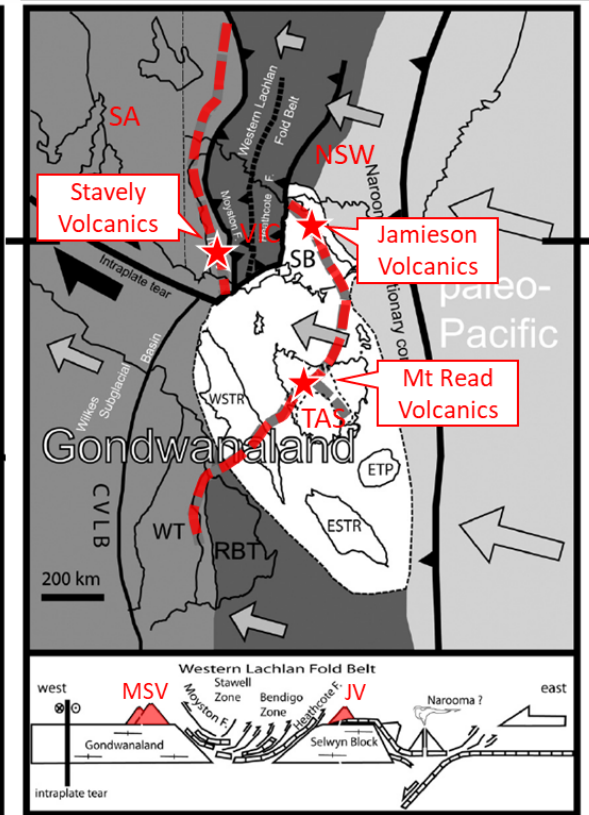 SA
Western Lachlan
Fold Belt
NSW
Stavely
Volcanics
Moyston F.
VIC
Heathcote F.
Jamieson
Volcanics
SB
Intraplate tear
paleo-
Pacific
Wilkes
Subglacial Basin
WSTR
Mt Read
Volcanics
TAS
Gondwanaland
ETP
CVLB
WT
RBT
ESTR
200 km
Western Lachlan Fold Belt
west
MSV
Moyston F.
Stawell
Zone
Bendigo
Zone
Heathcote F.
JV
Narooma ?
east
Gondwanaland
Selwyn Block
intraplate tear